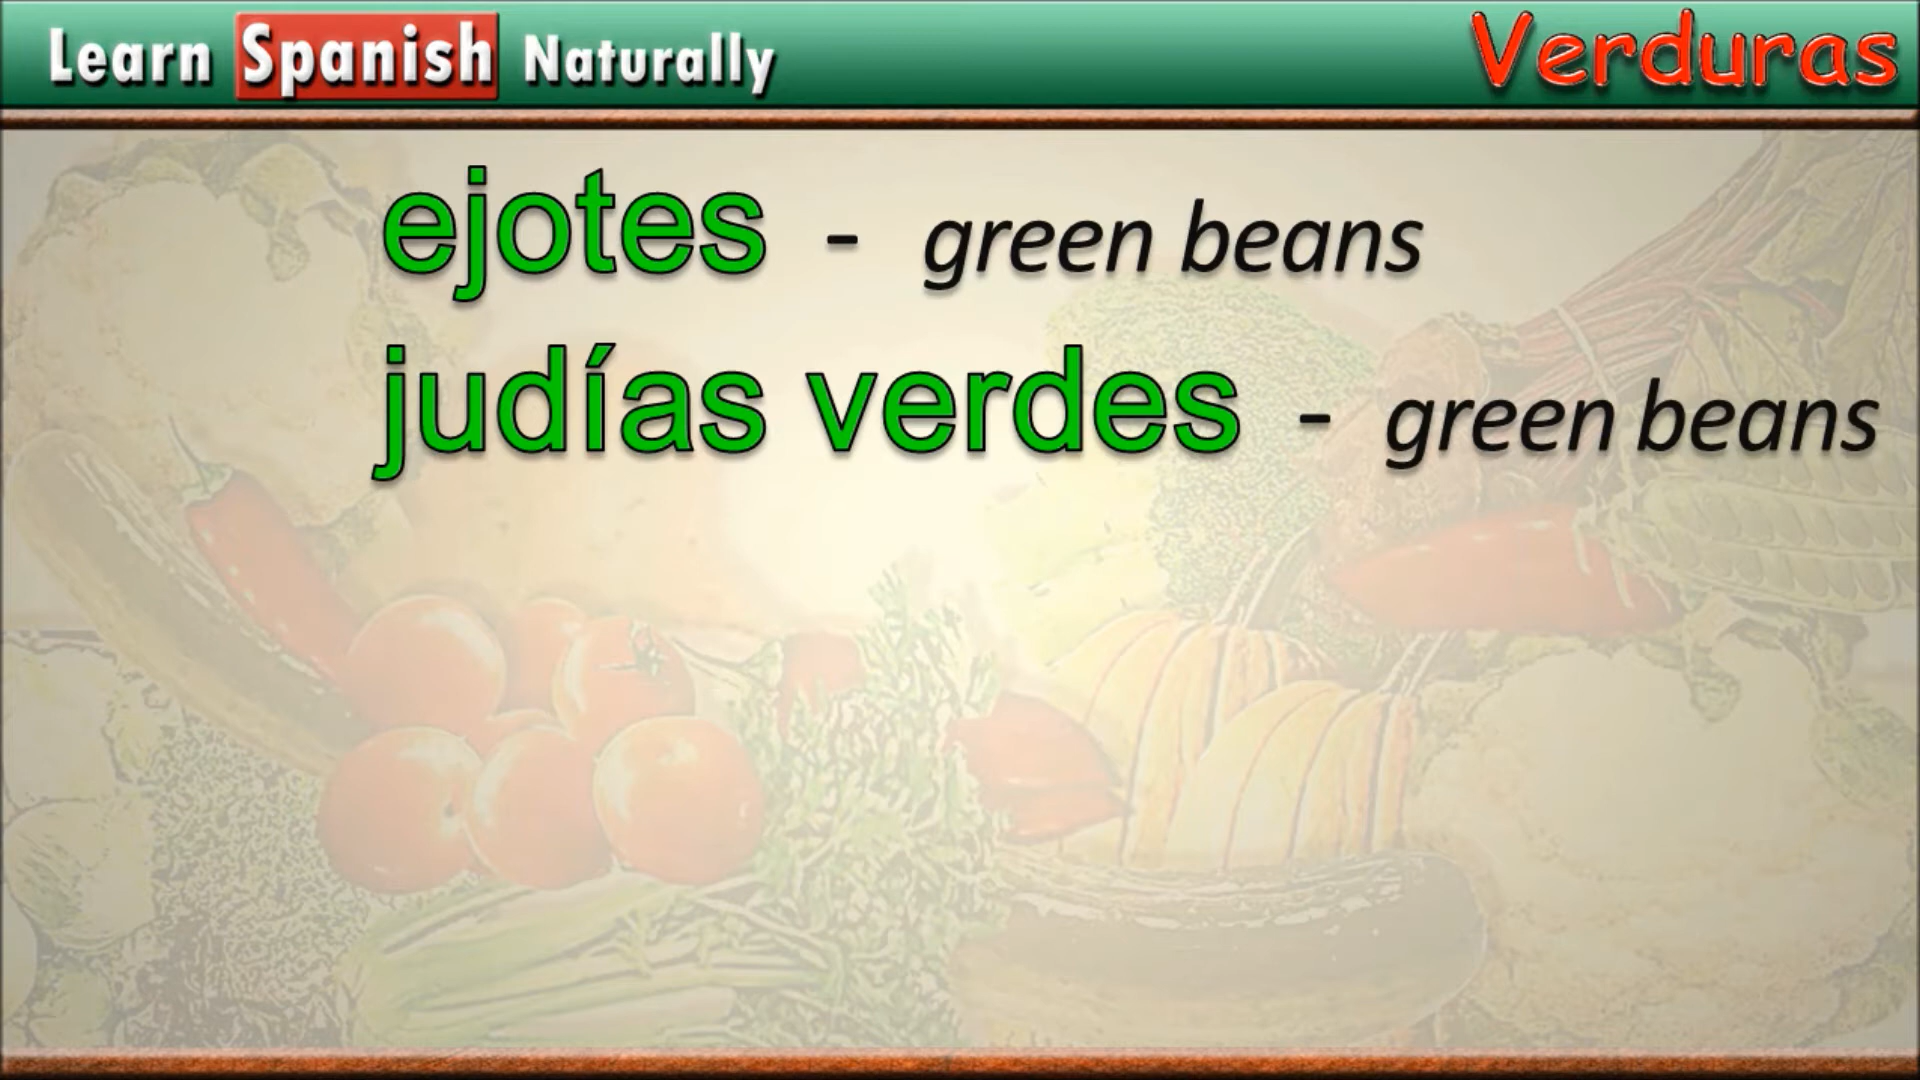 Learn Spanish Naturally
Verduras
ejotes - green beans
judías verdes - green beans